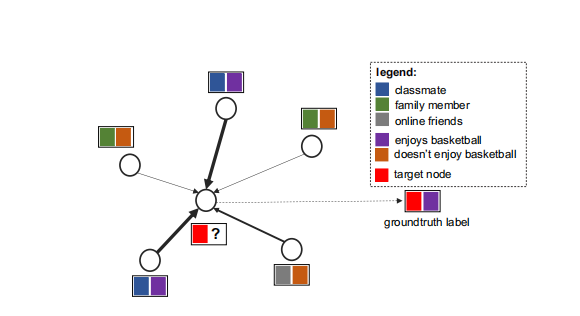 legend:
classmate
family member
online friends
enjoys basketball
doesn't enjoy basketball
target node
groundtruth label
?